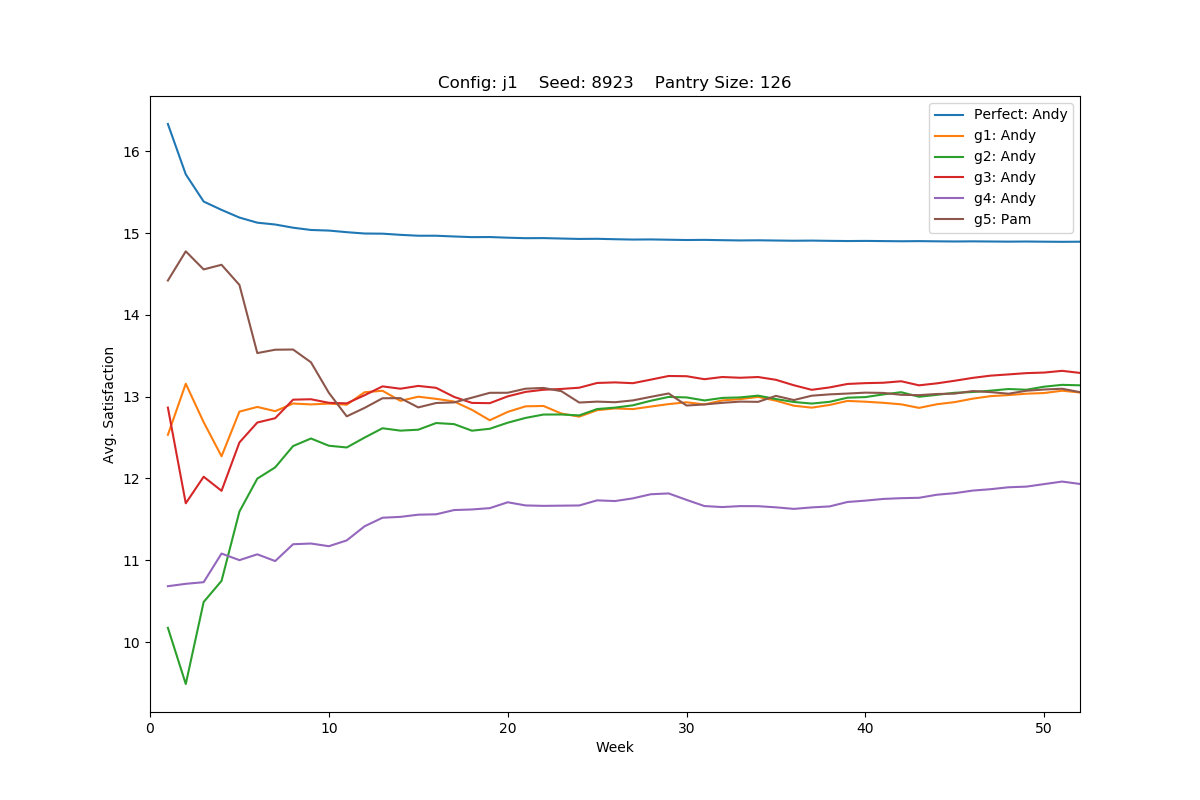 Config: j1    Seed: 8923    Pantry Size: 126
Perfect: Andy
g1: Andy
g2: Andy
g3: Andy
g4: Andy
g5: Pam
Avg. Satisfaction
16
15
14
13
12
11
10
0 10 20 30 40 50
Week